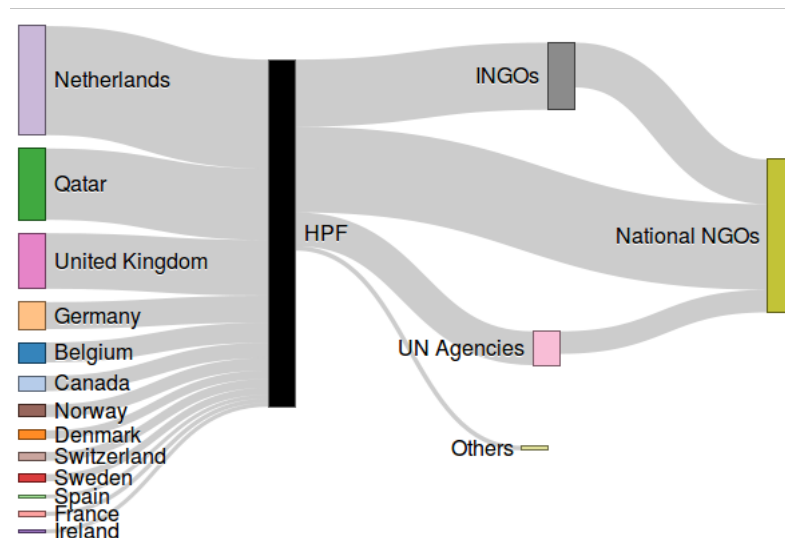 Netherlands
Qatar
United Kingdom
Germany
Belgium
Canada
Norway
Denmark
Switzerland
Sweden
Spain
France
Ireland
HPF
INGOs
UN Agencies
Others
National NGOs